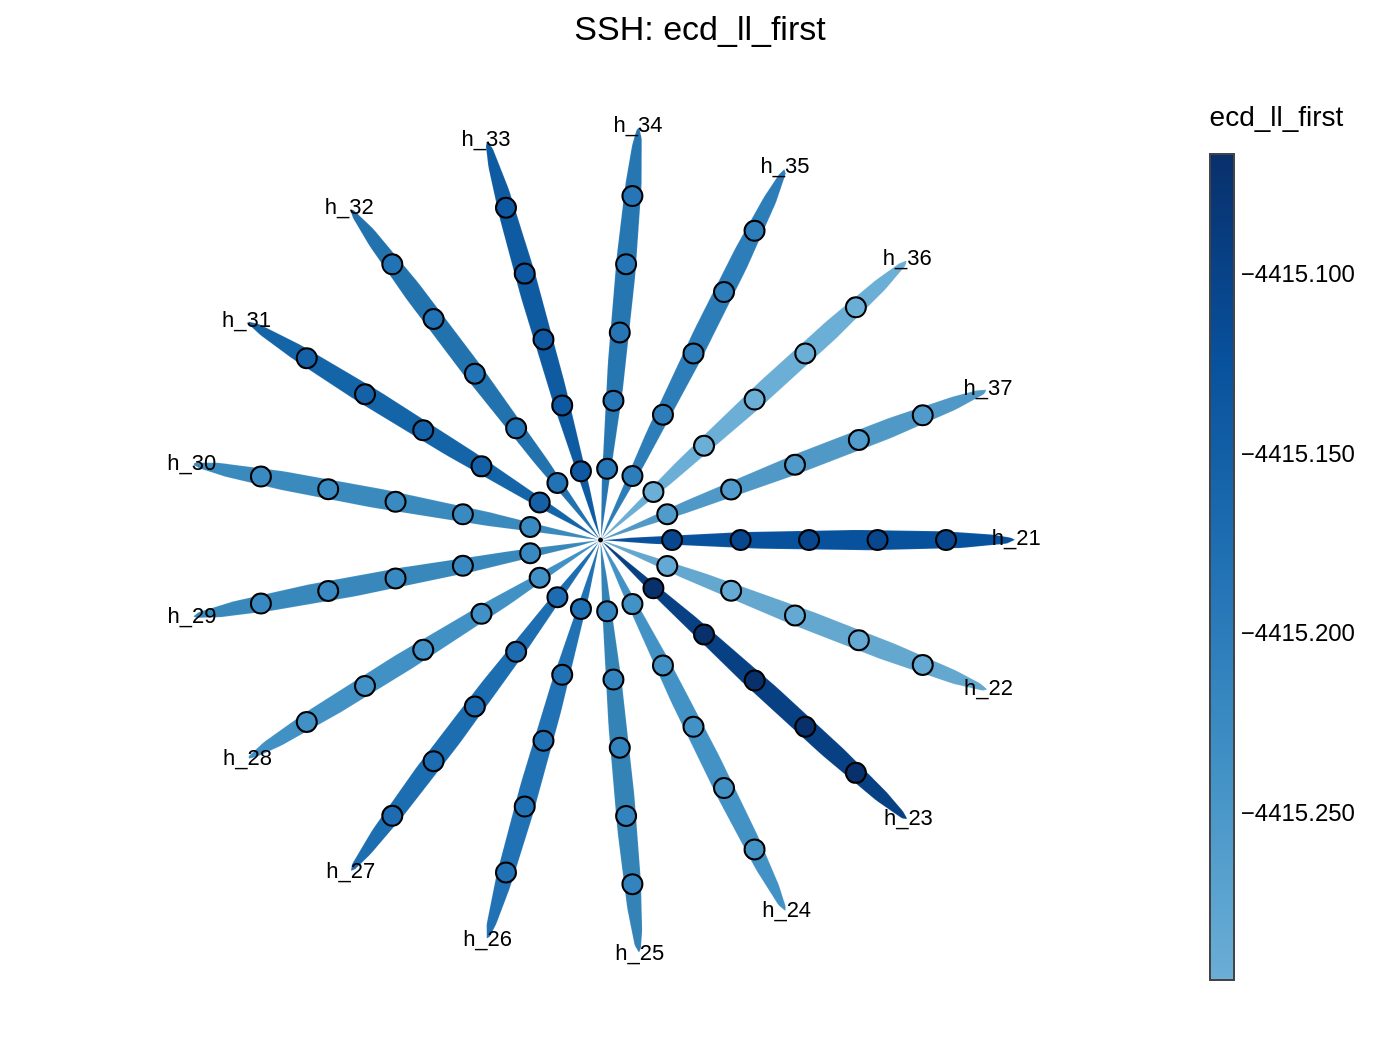 SSH: ecd_ll_first
ecd_ll_first
−4415.100
−4415.150
−4415.200
−4415.250
h_34
h_33
h_35
h_32
h_36
h_31
h_37
h_30
h_21
h_29
h_22
h_28
h_23
h_27
h_24
h_26
h_25